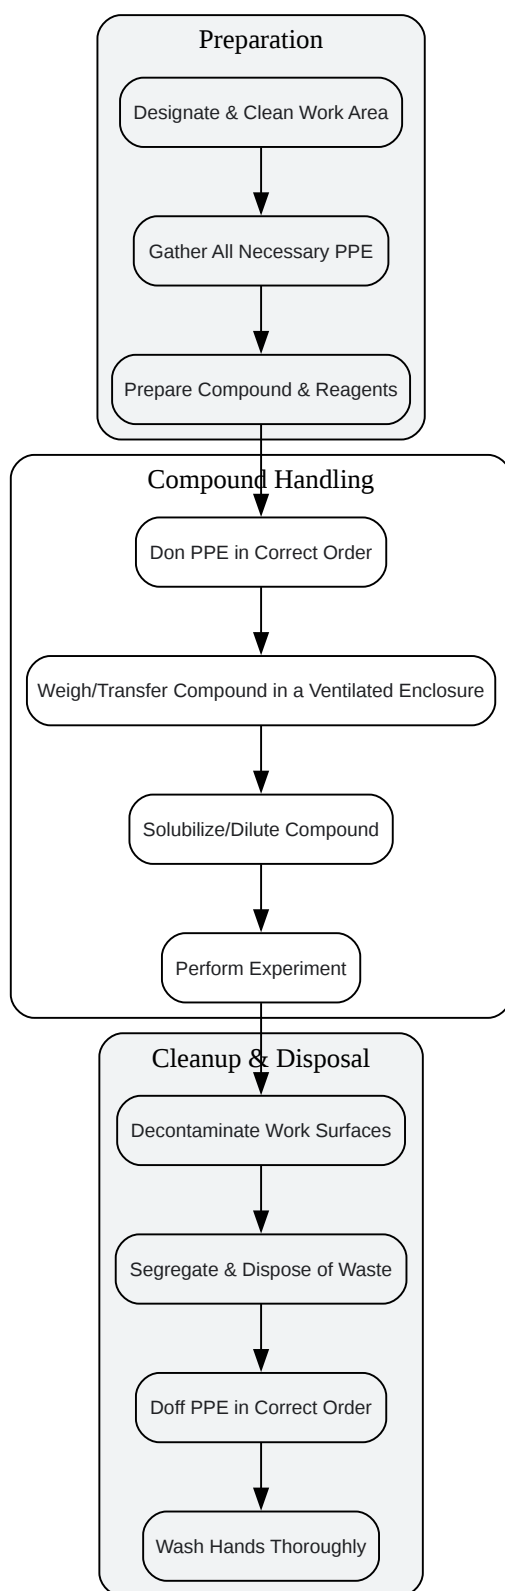 Preparation
Designate & Clean Work Area
Gather All Necessary PPE
Prepare Compound & Reagents
Compound Handling
Don PPE in Correct Order
Weigh/Transfer Compound in a Ventilated Enclosure
Solubilize/Dilute Compound
Perform Experiment
Cleanup & Disposal
Decontaminate Work Surfaces
Segregate & Dispose of Waste
Doff PPE in Correct Order
Wash Hands Thoroughly